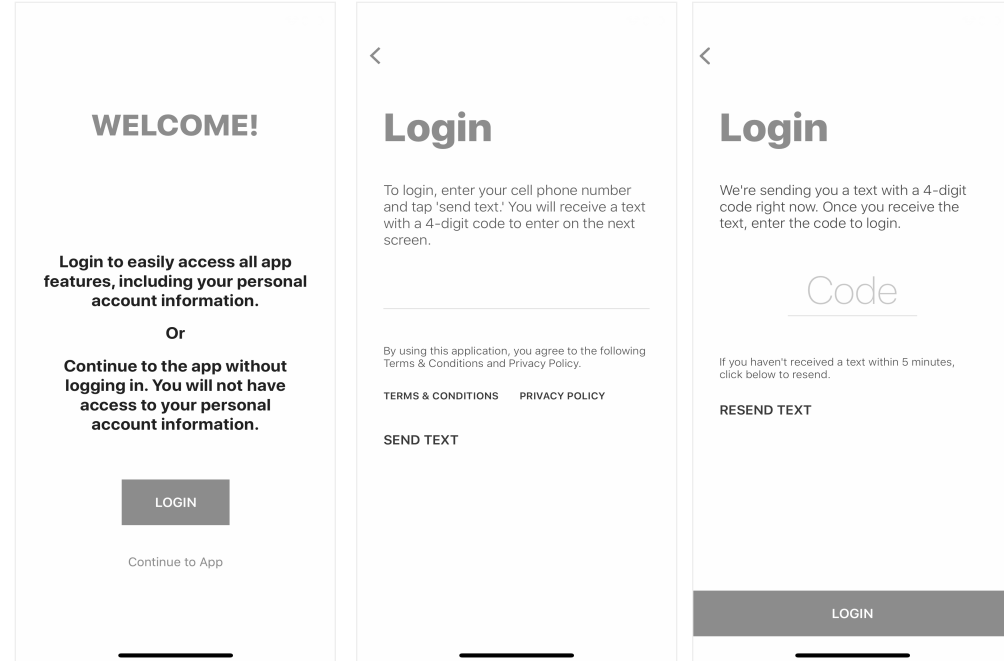 WELCOME!
Login to easily access all app
features, including your personal
account information.
Or
Continue to the app without
logging in. You will not have
access to your personal
account information.
LOGIN
Continue to App
Login
To login, enter your cell phone number
and tap 'send text.' You will receive a text
with a 4-digit code to enter on the next
screen.
By using this application, you agree to the following
Terms & Conditions and Privacy Policy.
TERMS & CONDITIONS PRIVACY POLICY
SEND TEXT
Login
We're sending you a text with a 4-digit
code right now. Once you receive the
text, enter the code to login.
Code
If you haven't received a text within 5 minutes,
click below to resend.
RESEND TEXT
LOGIN